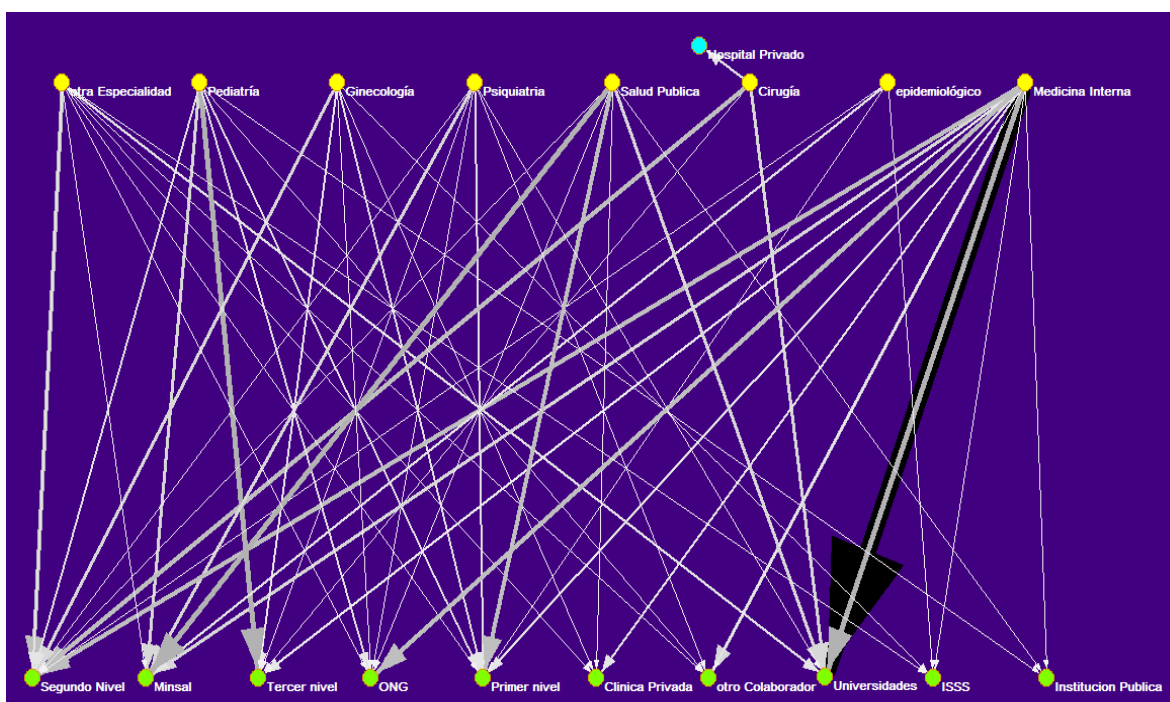 Hospital Privado
otra Especialidad
Pediatría
Ginecología
Psiquiatria
Salud Publica
Cirugía
epidemiológico
Medicina Interna
Segundo Nivel
Minsal
Tercer nivel
ONG
Primer nivel
Clinica Privada
otro Colaborador
Universidades
ISSS
Institucion Publica